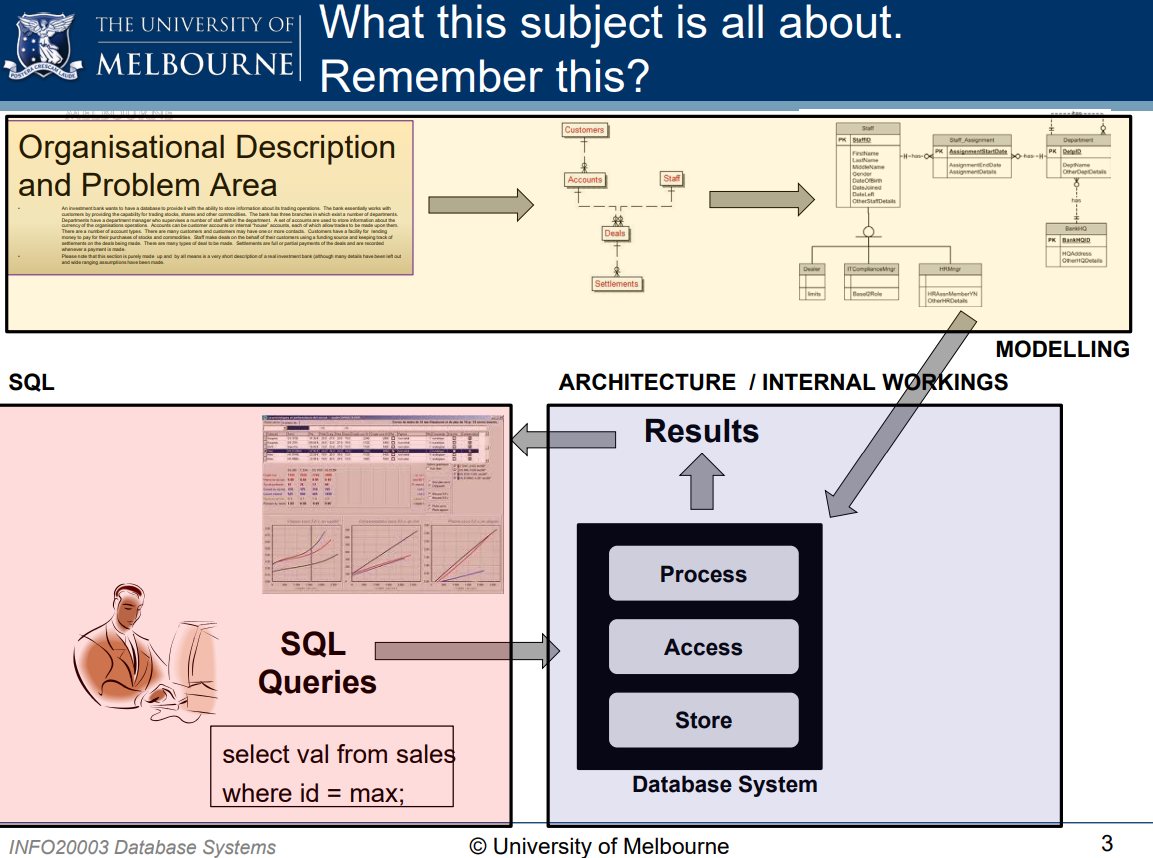 THE UNIVERSITY OF
MELBOURNE
POSTERA CRESCAM LAUDE
What this subject is all about.
Remember this?
Organisational Description
and Problem Area
• An investment bank wants to have a database to provide it with the ability to store information about its trading operations. The bank essentially works with
customers by providing the capability for trading stocks, shares and other commodities. The bank has three branches in which exist a number of departments.
Departments have a department manager who supervises a number of staff within the department. A set of accounts are used to store information about the
currency of the organisations operations. Accounts can be customer accounts or internal "house" accounts, each of which allow trades to be made upon them.
There are a number of account types. There are many customers and customers may have one or more contacts. Customers have a facility for lending
money to pay for their purchases of stocks and commodities. Staff make deals on the behalf of their customers using a funding source and keeping track of
settlements on the deals being made. There are many types of deal to be made. Settlements are full or partial payments of the deals and are recorded
whenever a payment is made.
• Please note that this section is purely made up and by all means is a very short description of a real investment bank (although many details have been left out
and wide ranging assumptions have been made.
Customers
Accounts
Staff
Deals
Settlements
Staff
PK StaffID
FirstName
LastName
MiddleName
Gender
DateOfBirth
DateJoined
DateLeft
OtherStaffDetails
has
Staff_Assignment
PK AssignmentStartDate
AssignmentEndDate
AssignmentDetails
has
has
Department
PK DetpID
DeptName
OtherDeptDetails
has
BankHQ
PK BankHQID
HQAddress
OtherHQDetails
Dealer
limits
ITComplianceMngr
Basel2Role
HRMngr
HRAssnMemberYN
OtherHRDetails
MODELLING
SQL
ARCHITECTURE / INTERNAL WORKINGS
Results
Process
Access
Store
Database System
SQL
Queries
select val from sales
where id = max;
INFO20003 Database Systems
© University of Melbourne
3